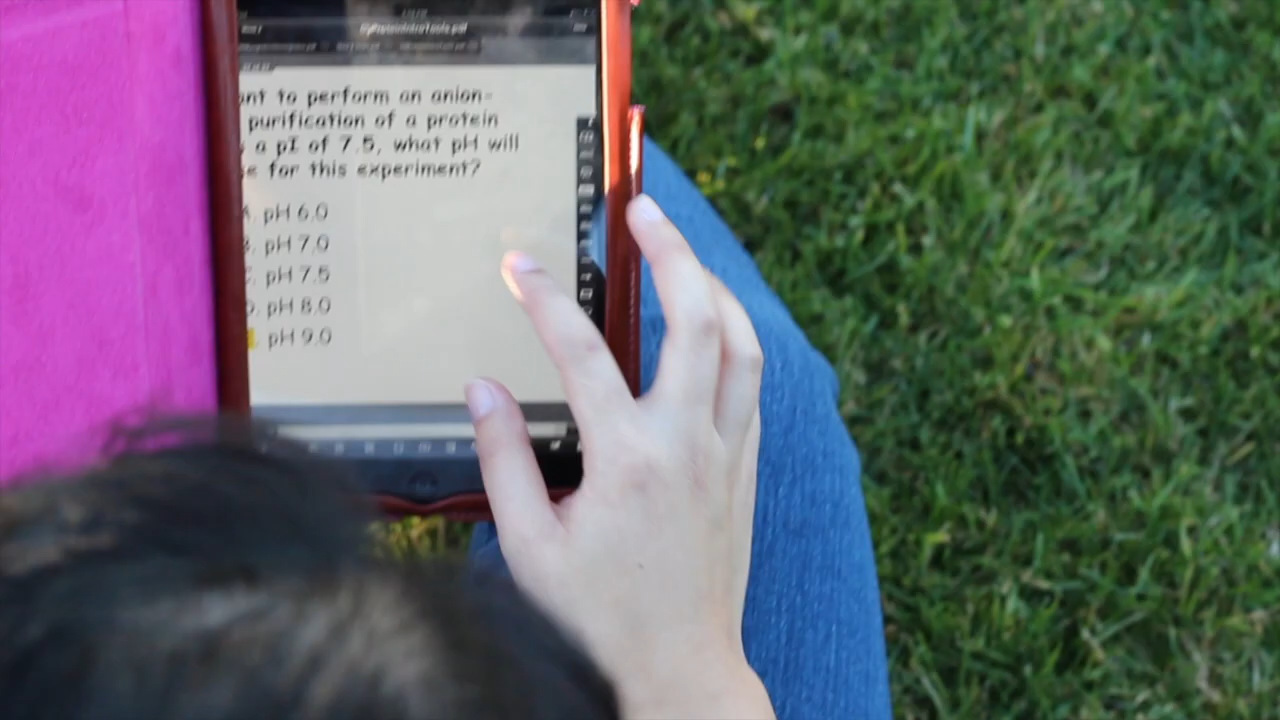 to perform an anion-
purification of a protein
a pI of 7.5, what pH will
for this experiment?
pH 6.0
pH 7.0
pH 7.5
pH 8.0
pH 9.0